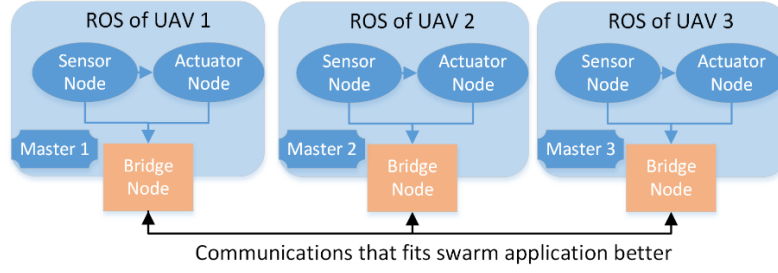 ROS of UAV 1
Sensor
Node
Actuator
Node
Master 1
Bridge
Node
ROS of UAV 2
Sensor
Node
Actuator
Node
Master 2
Bridge
Node
ROS of UAV 3
Sensor
Node
Actuator
Node
Master 3
Bridge
Node
Communications that fits swarm application better